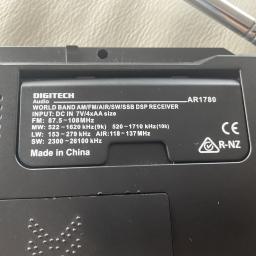 DIGITECH
Audio AR1780
WORLD BAND AM/FM/AIR/SW/SSB DSP RECEIVER
INPUT: DC IN 7V/4xAA size
FM: 87.5-108MHz
MW: 522-1620 kHz(9k) 520-1710 kHz(10k)
LW: 153-279 kHz AIR:118-137MHz
SW: 2300-26100 kHz
Made in China
CE
R-NZ